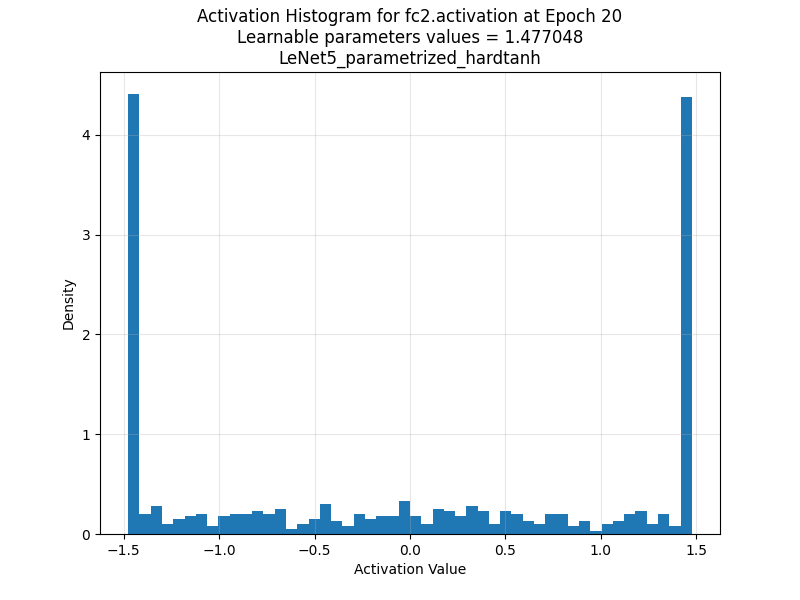 Activation Histogram for fc2.activation at Epoch 20
Learnable parameters values = 1.477048
LeNet5_parametrized_hardtanh
4
3
2
1
0
Density
−1.5 −1.0 −0.5 0.0 0.5 1.0 1.5
Activation Value